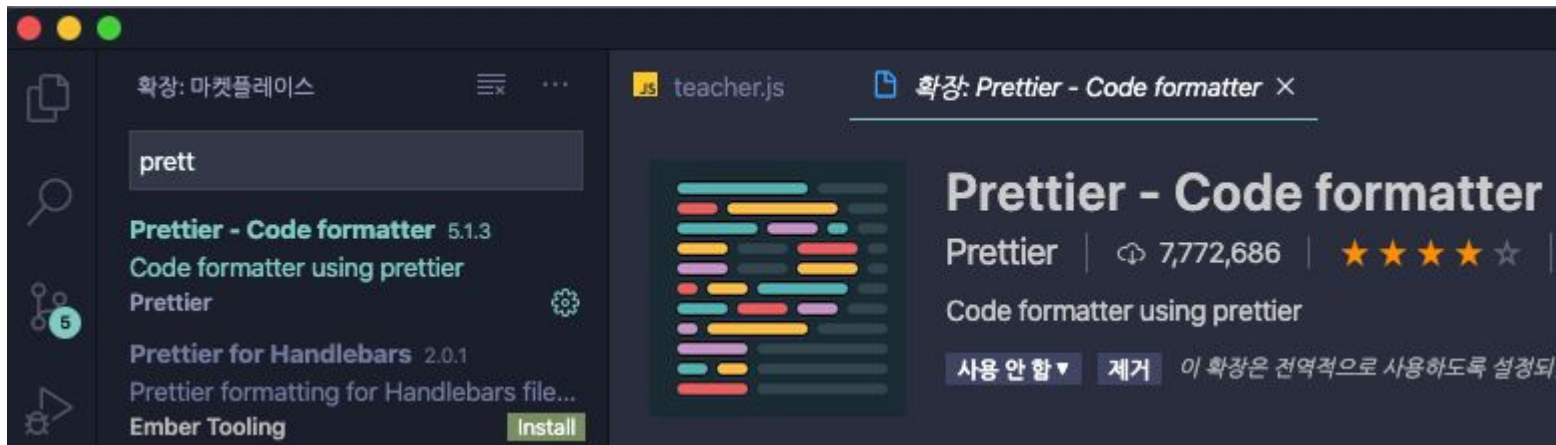 확장: 마켓플레이스
prett
Prettier - Code formatter 5.1.3
Code formatter using prettier
Prettier
Prettier for Handlebars 2.0.1
Prettier formatting for Handlebars file...
Ember Tooling Install
5
JS teacher.js 확장: Prettier - Code formatter
Prettier - Code formatter
Prettier 7,772,686
Code formatter using prettier
사용 안 함 제거 이 확장은 전역적으로 사용하도록 설정되